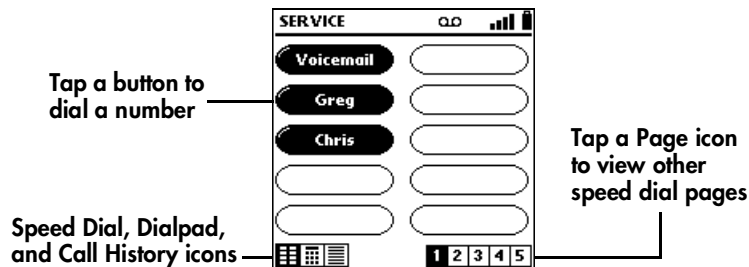 SERVICE
Voicemail
Greg
Chris
Tap a button to
dial a number
Tap a Page icon
to view other
speed dial pages
Speed Dial, Dialpad,
and Call History icons
1 2 3 4 5